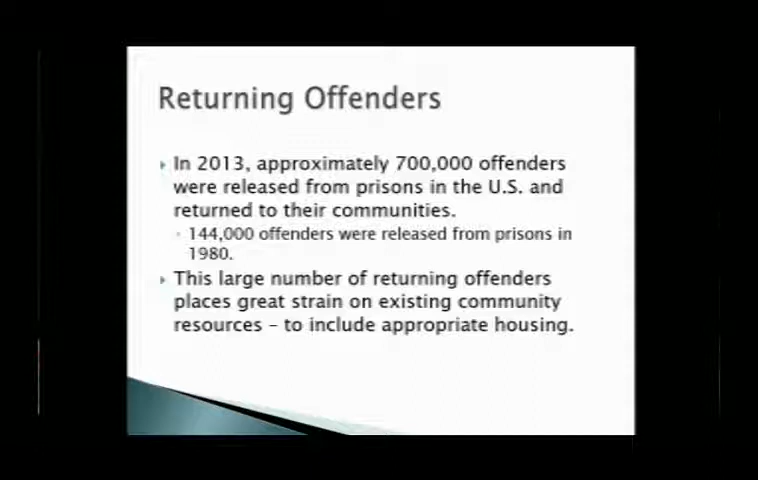 Returning Offenders
In 2013, approximately 700,000 offenders
were released from prisons in the U.S. and
returned to their communities.
144,000 offenders were released from prisons in
1980.
This large number of returning offenders
places great strain on existing community
resources – to include appropriate housing.